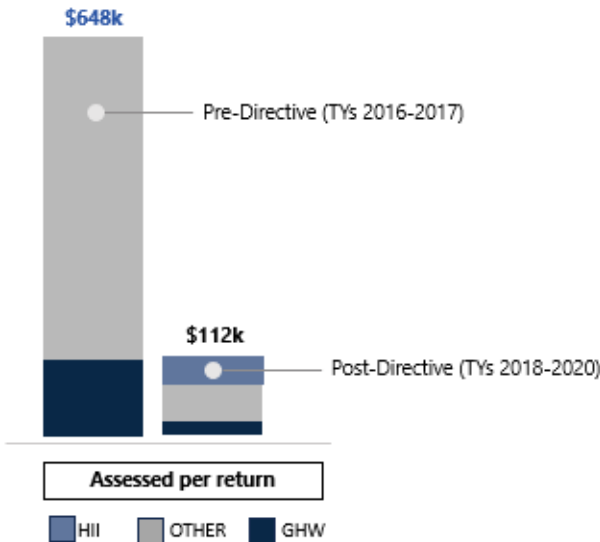 $648k
Pre-Directive (TYs 2016-2017)
$112k
Post-Directive (TYs 2018-2020)
Assessed per return
HII OTHER GHW